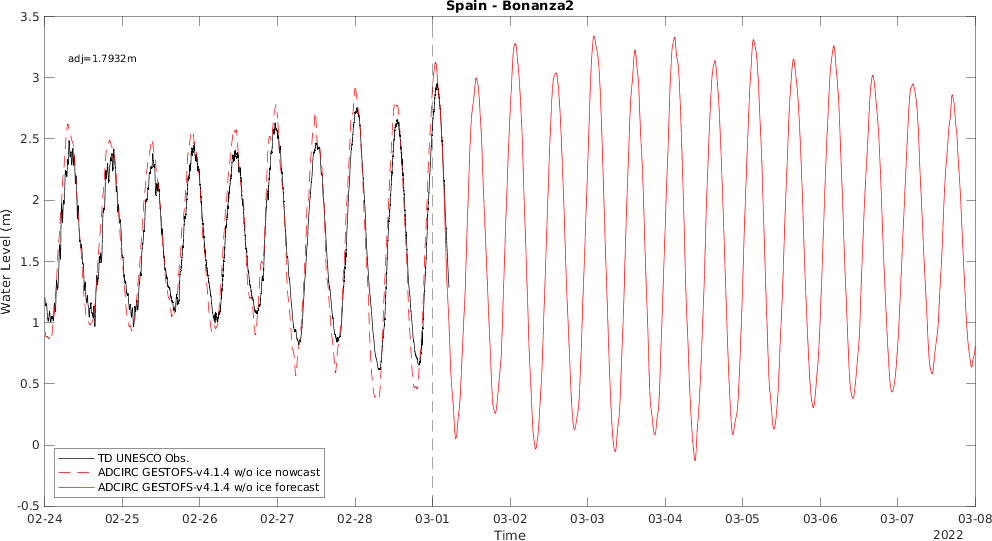 Spain - Bonanza2
3.5
3
2.5
2
1.5
1
0.5
0
-0.5
Water Level (m)
adj=1.7932m
TD UNESCO Obs.
ADCIRC GESTOFS-v4.1.4 w/o ice nowcast
ADCIRC GESTOFS-v4.1.4 w/o ice forecast
02-24 02-25 02-26 02-27 02-28 03-01 03-02 03-03 03-04 03-05 03-06 03-07 03-08
Time
2022